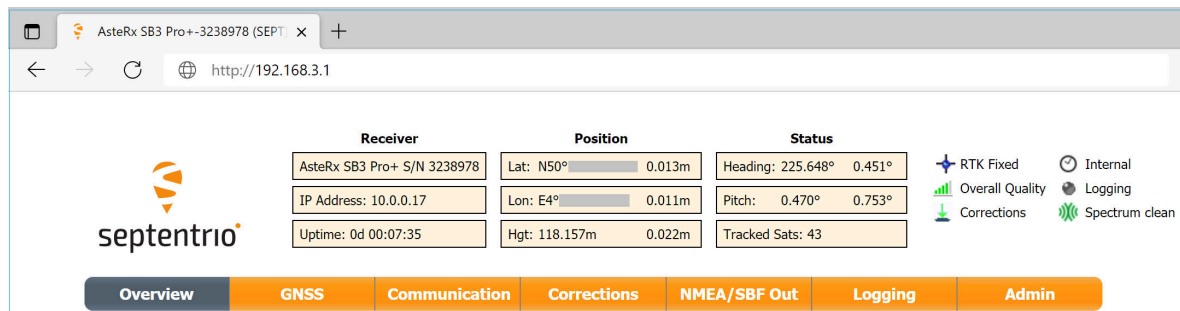 AsteRx SB3 Pro+-3238978 (SEPT
http://192.168.3.1
Receiver Position Status
AsteRx SB3 Pro+ S/N 3238978 Lat: N50° 0.013m Heading: 225.648° 0.451° RTK Fixed Internal
IP Address: 10.0.0.17 Lon: E4° 0.011m Pitch: 0.470° 0.753° Overall Quality Logging
Uptime: 0d 00:07:35 Hgt: 118.157m 0.022m Tracked Sats: 43 Corrections Spectrum clean
septentrio
Overview GNSS Communication Corrections NMEA/SBF Out Logging Admin